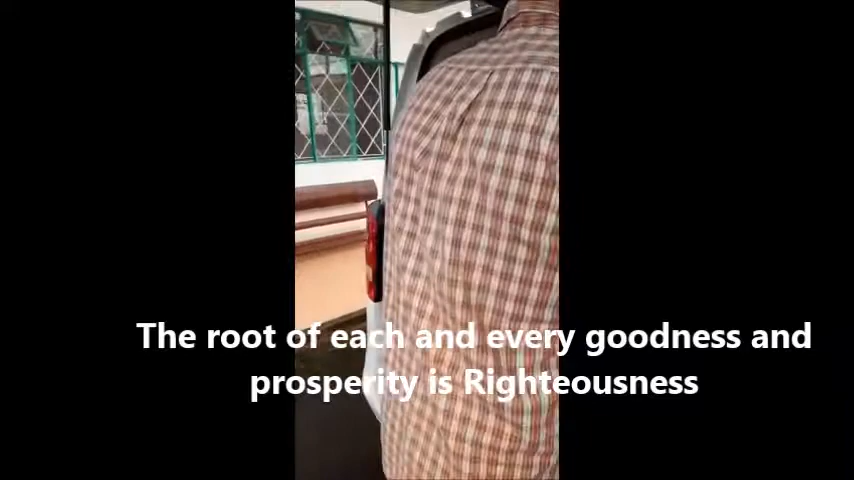 The root of each and every goodness and
prosperity is Righteousness